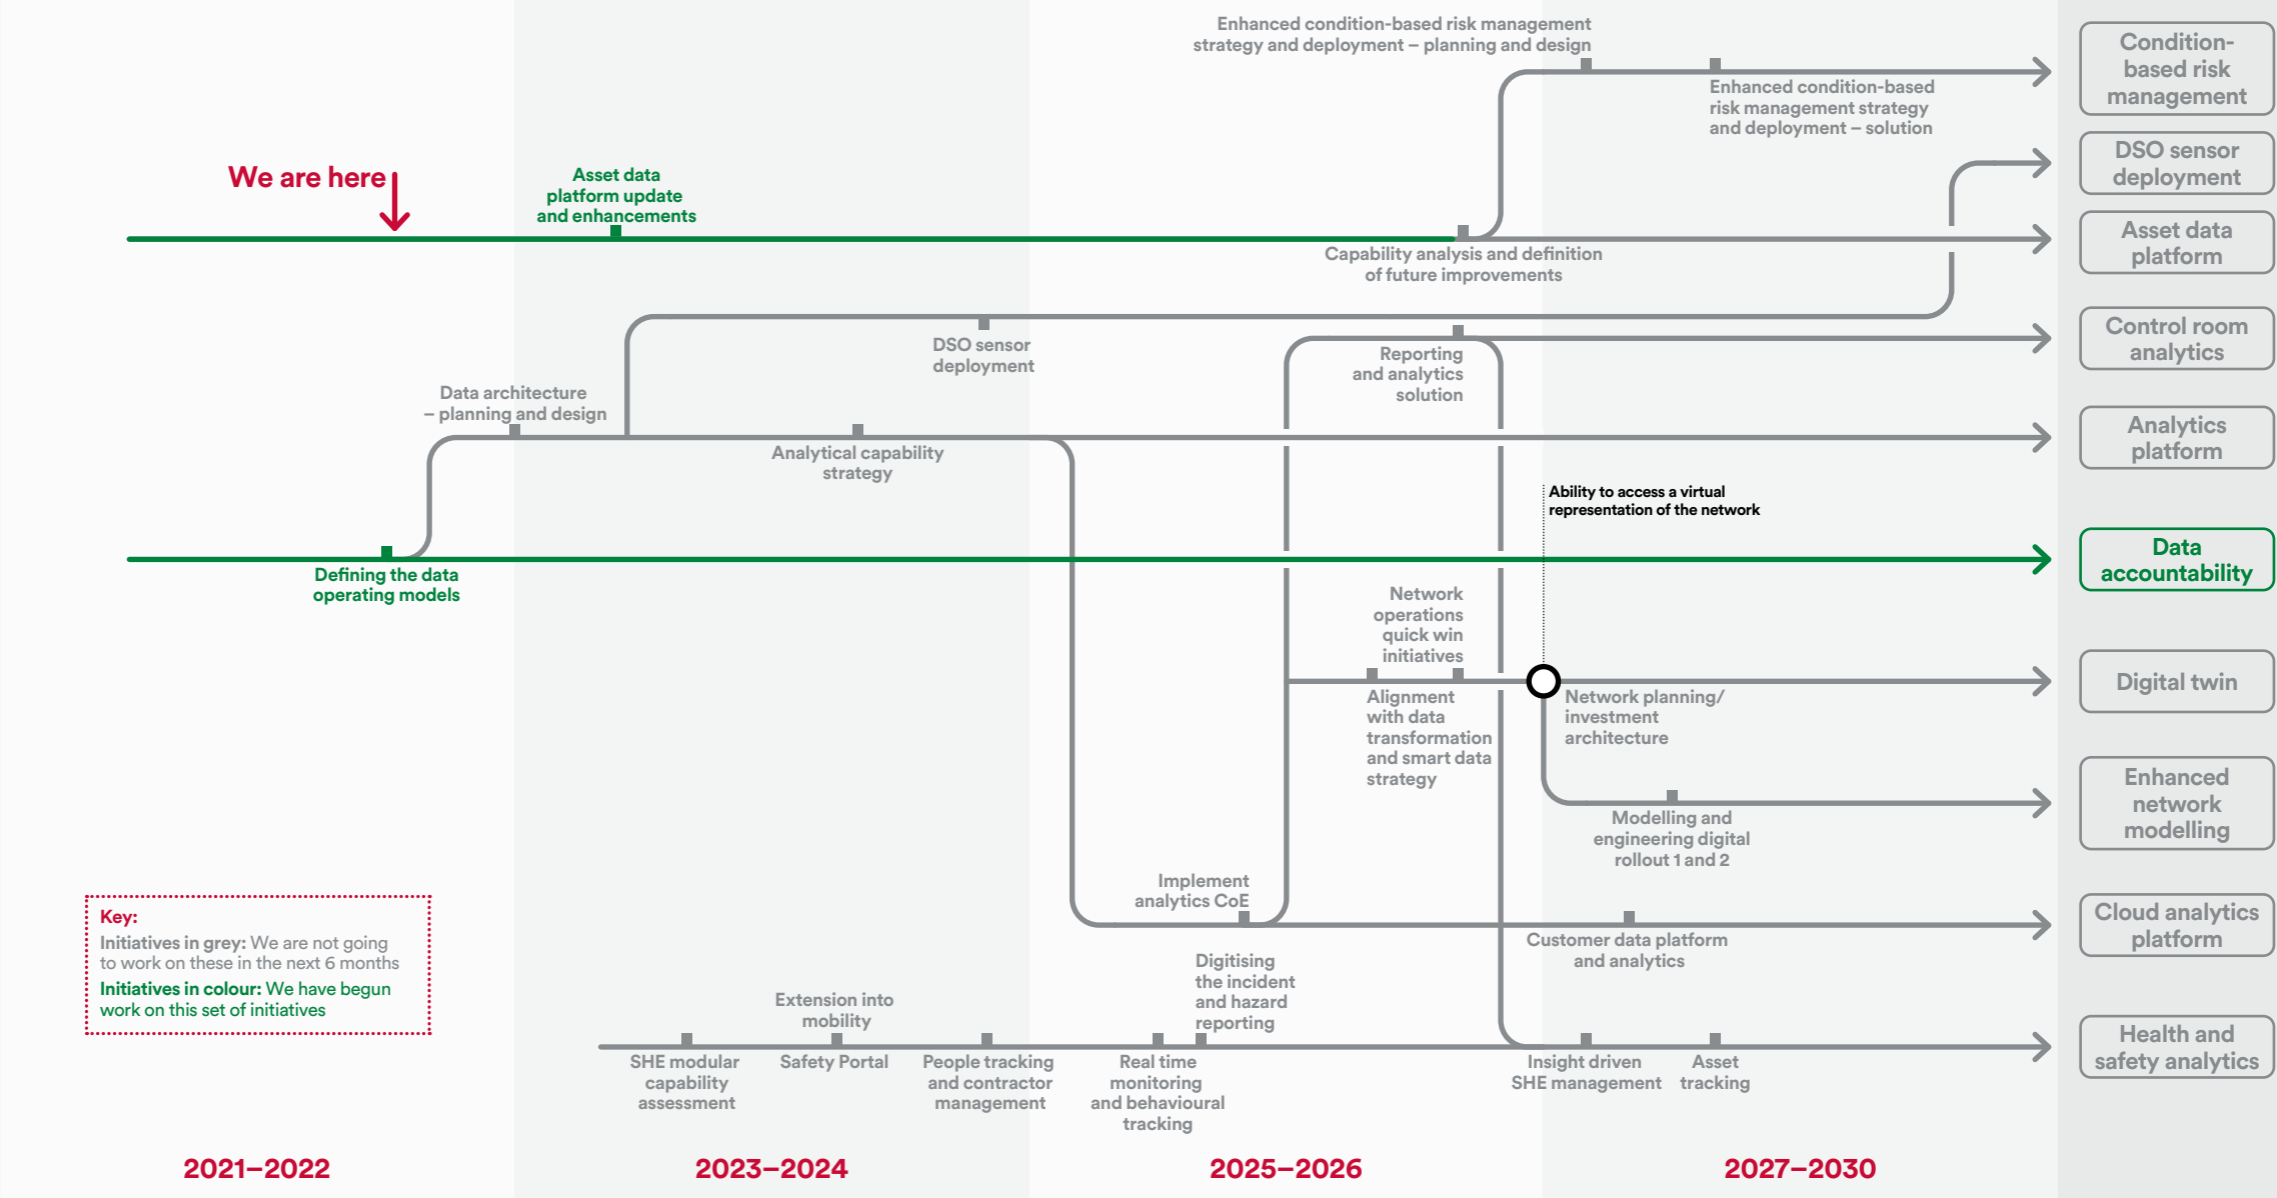 Enhanced condition-based risk management
strategy and deployment – planning and design
Enhanced condition-based
risk management strategy
and deployment – solution
Condition-
based risk
management
We are here
Asset data
platform update
and enhancements
DSO sensor
deployment
Capability analysis and definition
of future improvements
Asset data
platform
DSO sensor
deployment
Reporting
and analytics
solution
Control room
analytics
Data architecture
– planning and design
Analytical capability
strategy
Analytics
platform
Ability to access a virtual
representation of the network
Defining the data
operating models
Data
accountability
Network
operations
quick win
initiatives
Alignment
with data
transformation
and smart data
strategy
Network planning/
investment
architecture
Digital twin
Modelling and
engineering digital
rollout 1 and 2
Enhanced
network
modelling
Implement
analytics CoE
Customer data platform
and analytics
Cloud analytics
platform
Key:
Initiatives in grey: We are not going
to work on these in the next 6 months
Initiatives in colour: We have begun
work on this set of initiatives
SHE modular
capability
assessment
Extension into
mobility
Safety Portal
People tracking
and contractor
management
Real time
monitoring
and behavioural
tracking
Digitising
the incident
and hazard
reporting
Insight driven
SHE management
Asset
tracking
Health and
safety analytics
2021–2022
2023–2024
2025–2026
2027–2030